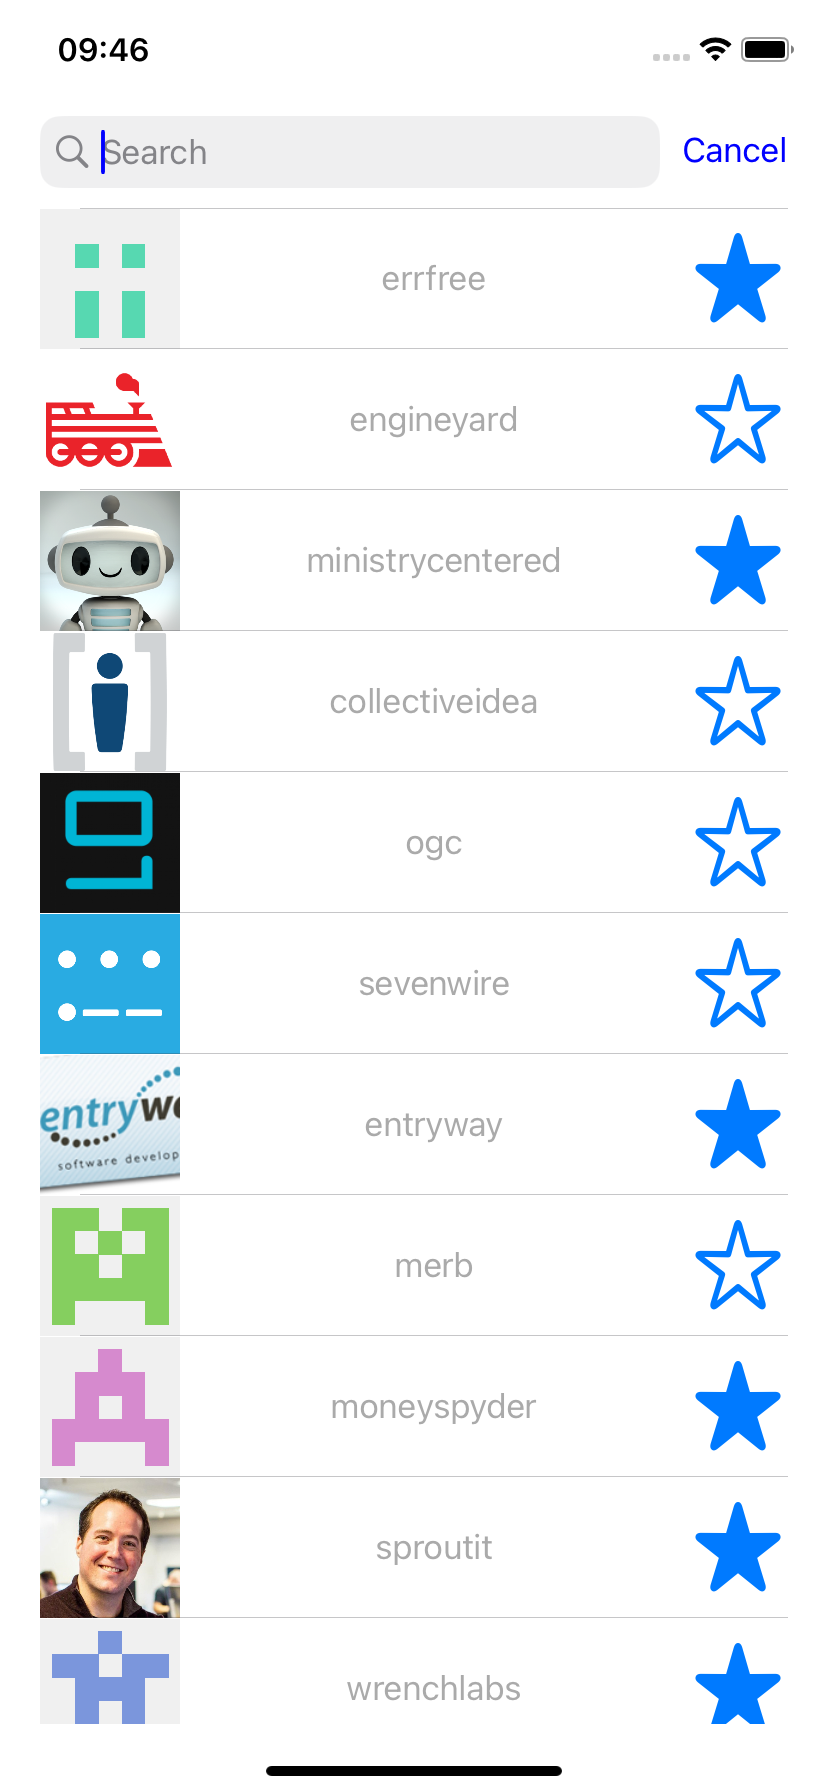 09:46
Search
Cancel
errfree
engineyard
ministrycentered
collectiveidea
ogc
sevenwire
entryw
software develop
entryway
merb
moneyspyder
sproutit
wrenchlabs